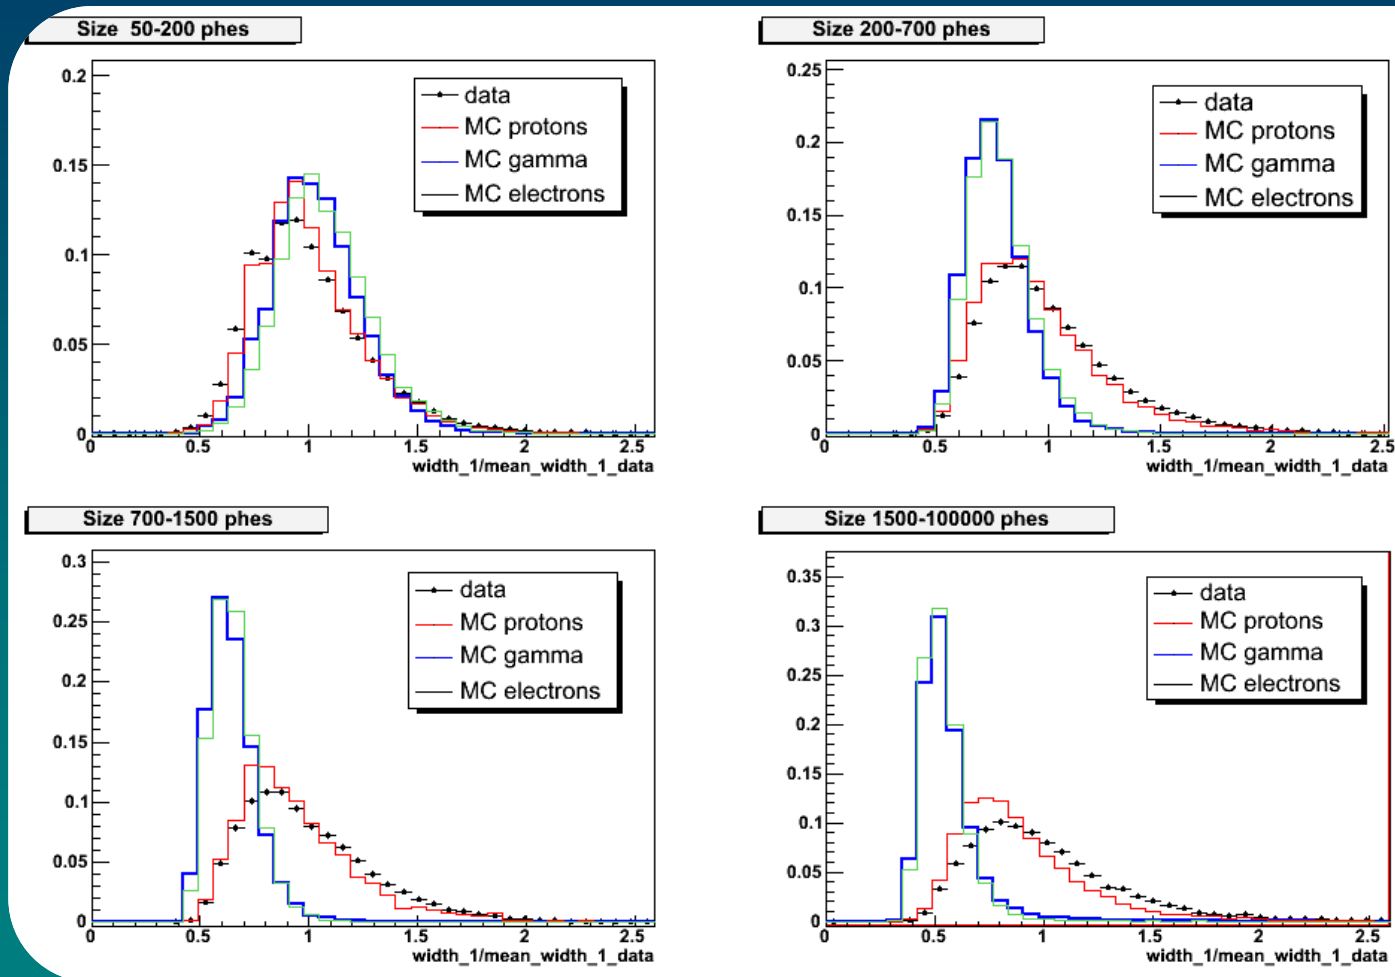 Size  50-200 phes
0.2
0.15
0.1
0.05
0
0
0.5
1
1.5
2
2.5
data
MC protons
MC gamma
MC electrons
width_1/mean_width_1_data
Size 200-700 phes
0.25
0.2
0.15
0.1
0.05
0
0
0.5
1
1.5
2
2.5
data
MC protons
MC gamma
MC electrons
width_1/mean_width_1_data
Size 700-1500 phes
0.3
0.25
0.2
0.15
0.1
0.05
0
0
0.5
1
1.5
2
2.5
data
MC protons
MC gamma
MC electrons
width_1/mean_width_1_data
Size 1500-100000 phes
0.35
0.3
0.25
0.2
0.15
0.1
0.05
0
0
0.5
1
1.5
2
2.5
data
MC protons
MC gamma
MC electrons
width_1/mean_width_1_data